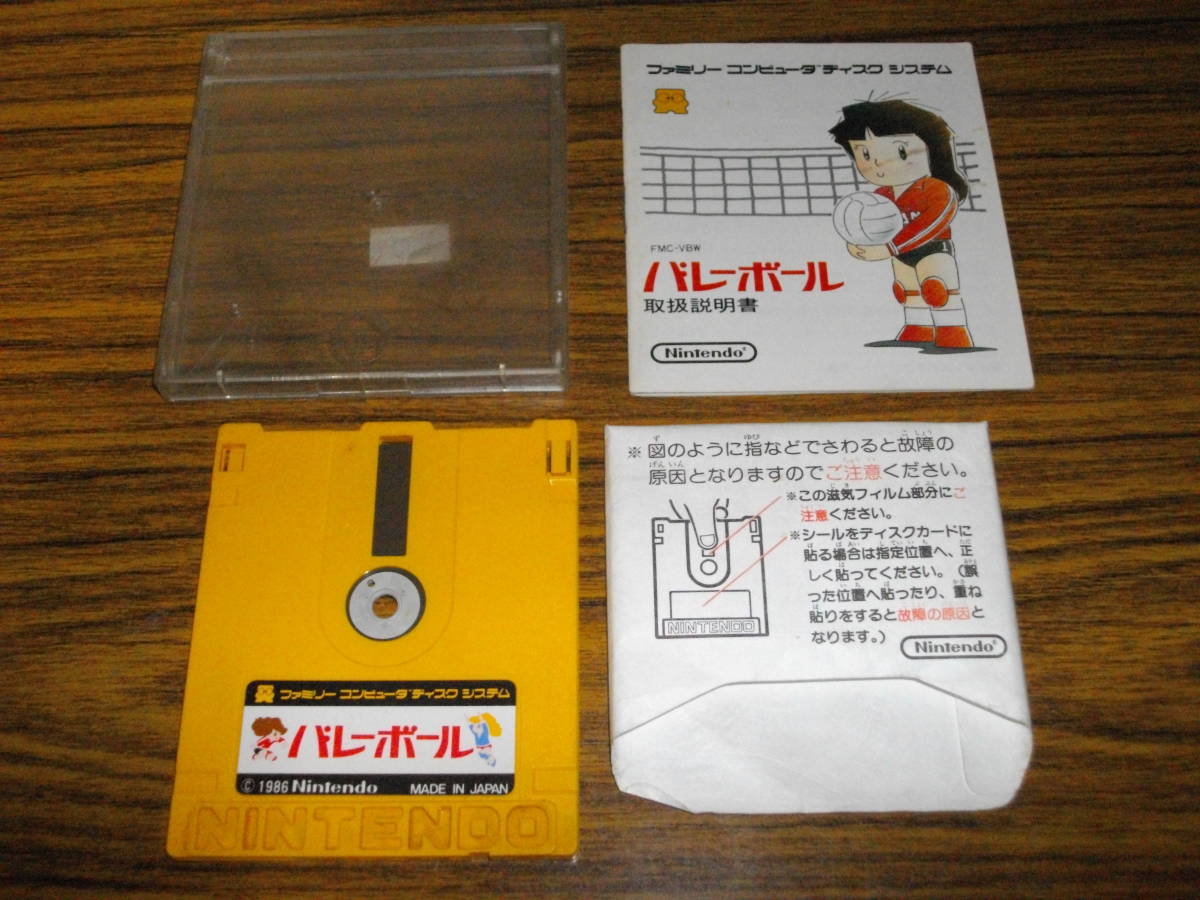 ファミリー コンピュータ ディスク システム
FMC-VBW
バレーボール
取扱説明書
Nintendo®
※図のように指などでさわると故障の
原因となりますのでご注意ください。
※この滋気フィルム部分にご
注意ください。
※シールをディスクカードに
貼る場合は指定位置へ、正
しく貼ってください。(誤
った位置へ貼ったり、重ね
貼りをすると故障の原因と
なります。)
NINTENDO
Nintendo®
ファミリー コンピュータ ディスク システム
バレーボール
©1986 Nintendo MADE IN JAPAN
NINTENDO